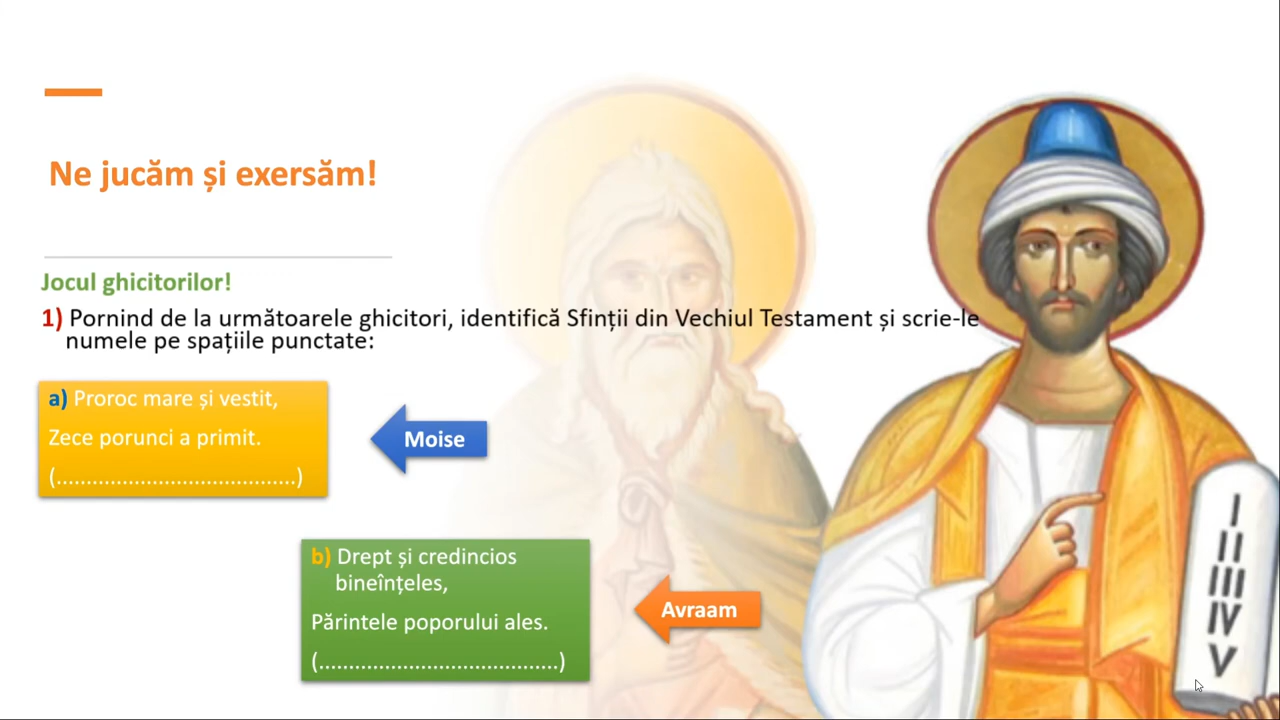 Ne jucăm și exersăm!
Jocul ghicitorilor!
1) Pornind de la următoarele ghicitori, identifică Sfinții din Vechiul Testament și scrie-le
numele pe spațiile punctate:
a) Proroc mare și vestit,
Zece porunci a primit.
(........................................)
Moise
b) Drept și credincios
bineînțeles,
Părintele poporului ales.
(........................................)
Avraam
I
II
III
IV
V